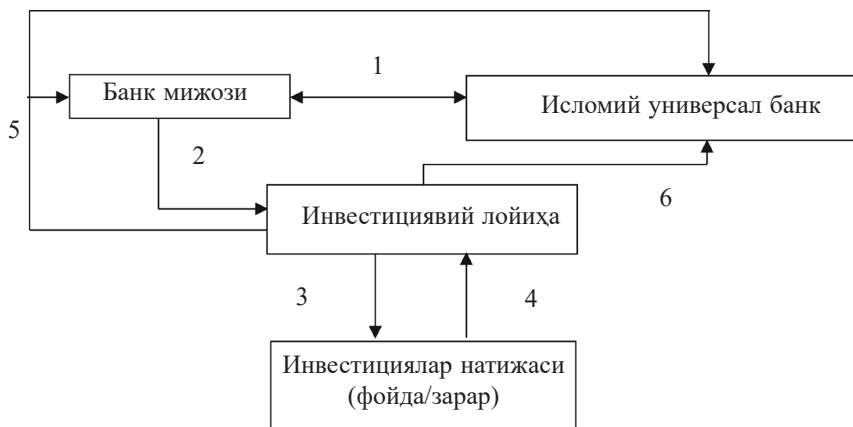 1
Банк мижози
Исломий универсал банк
5
2
6
Инвестициявий лойиҳа
3
4
Инвестициялар натижаси
(фойда/зарар)